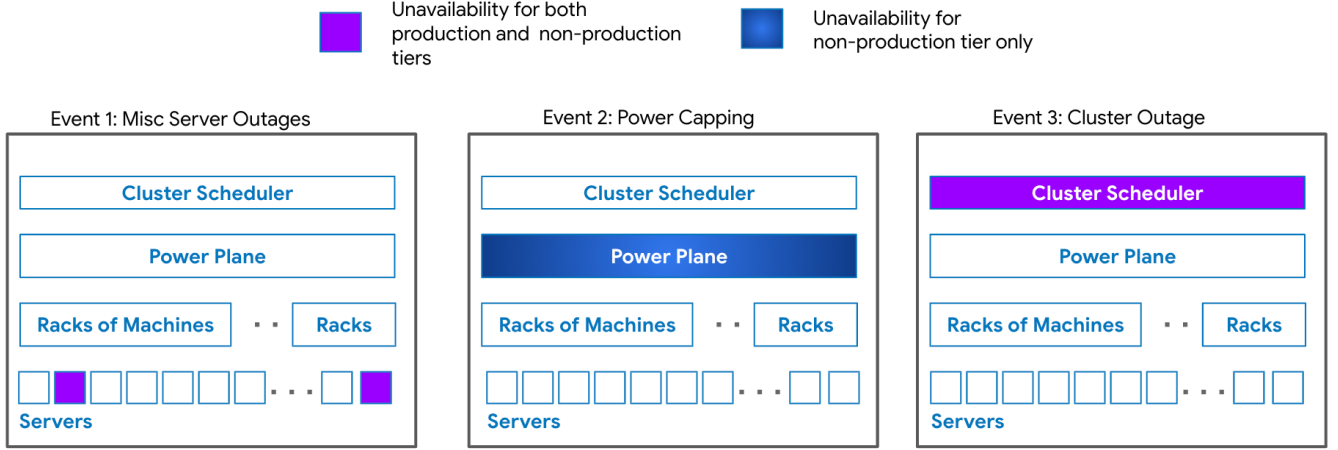 Unavailability for both
production and non-production
tiers
Unavailability for
non-production tier only
Event 1: Misc Server Outages
Cluster Scheduler
Power Plane
Racks of Machines
Racks
Servers
Event 2: Power Capping
Cluster Scheduler
Power Plane
Racks of Machines
Racks
Servers
Event 3: Cluster Outage
Cluster Scheduler
Power Plane
Racks of Machines
Racks
Servers